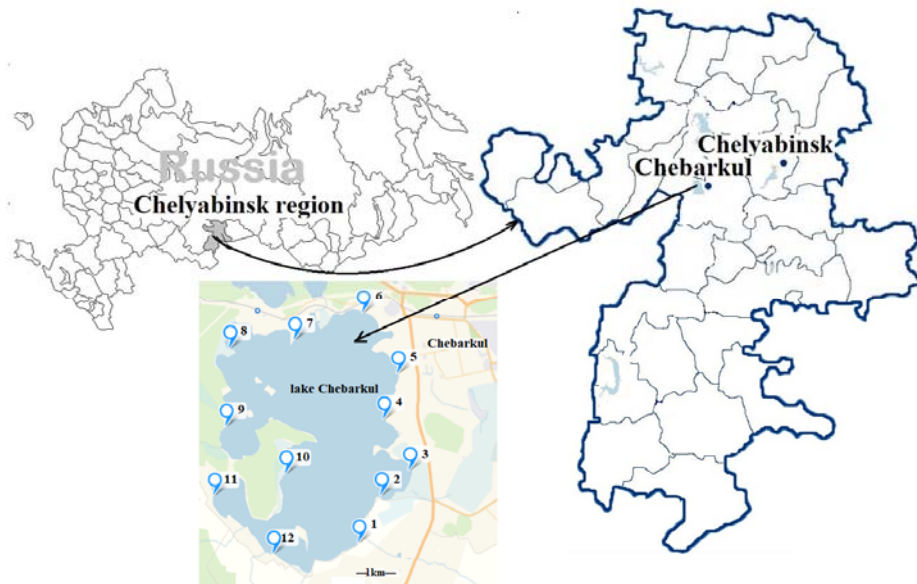 Russia
Chelyabinsk region
Chelyabinsk
Chebarkul
6
7
8
Chebarkul
5
lake Chebarkul
4
9
3
10
2
11
1
12
1km